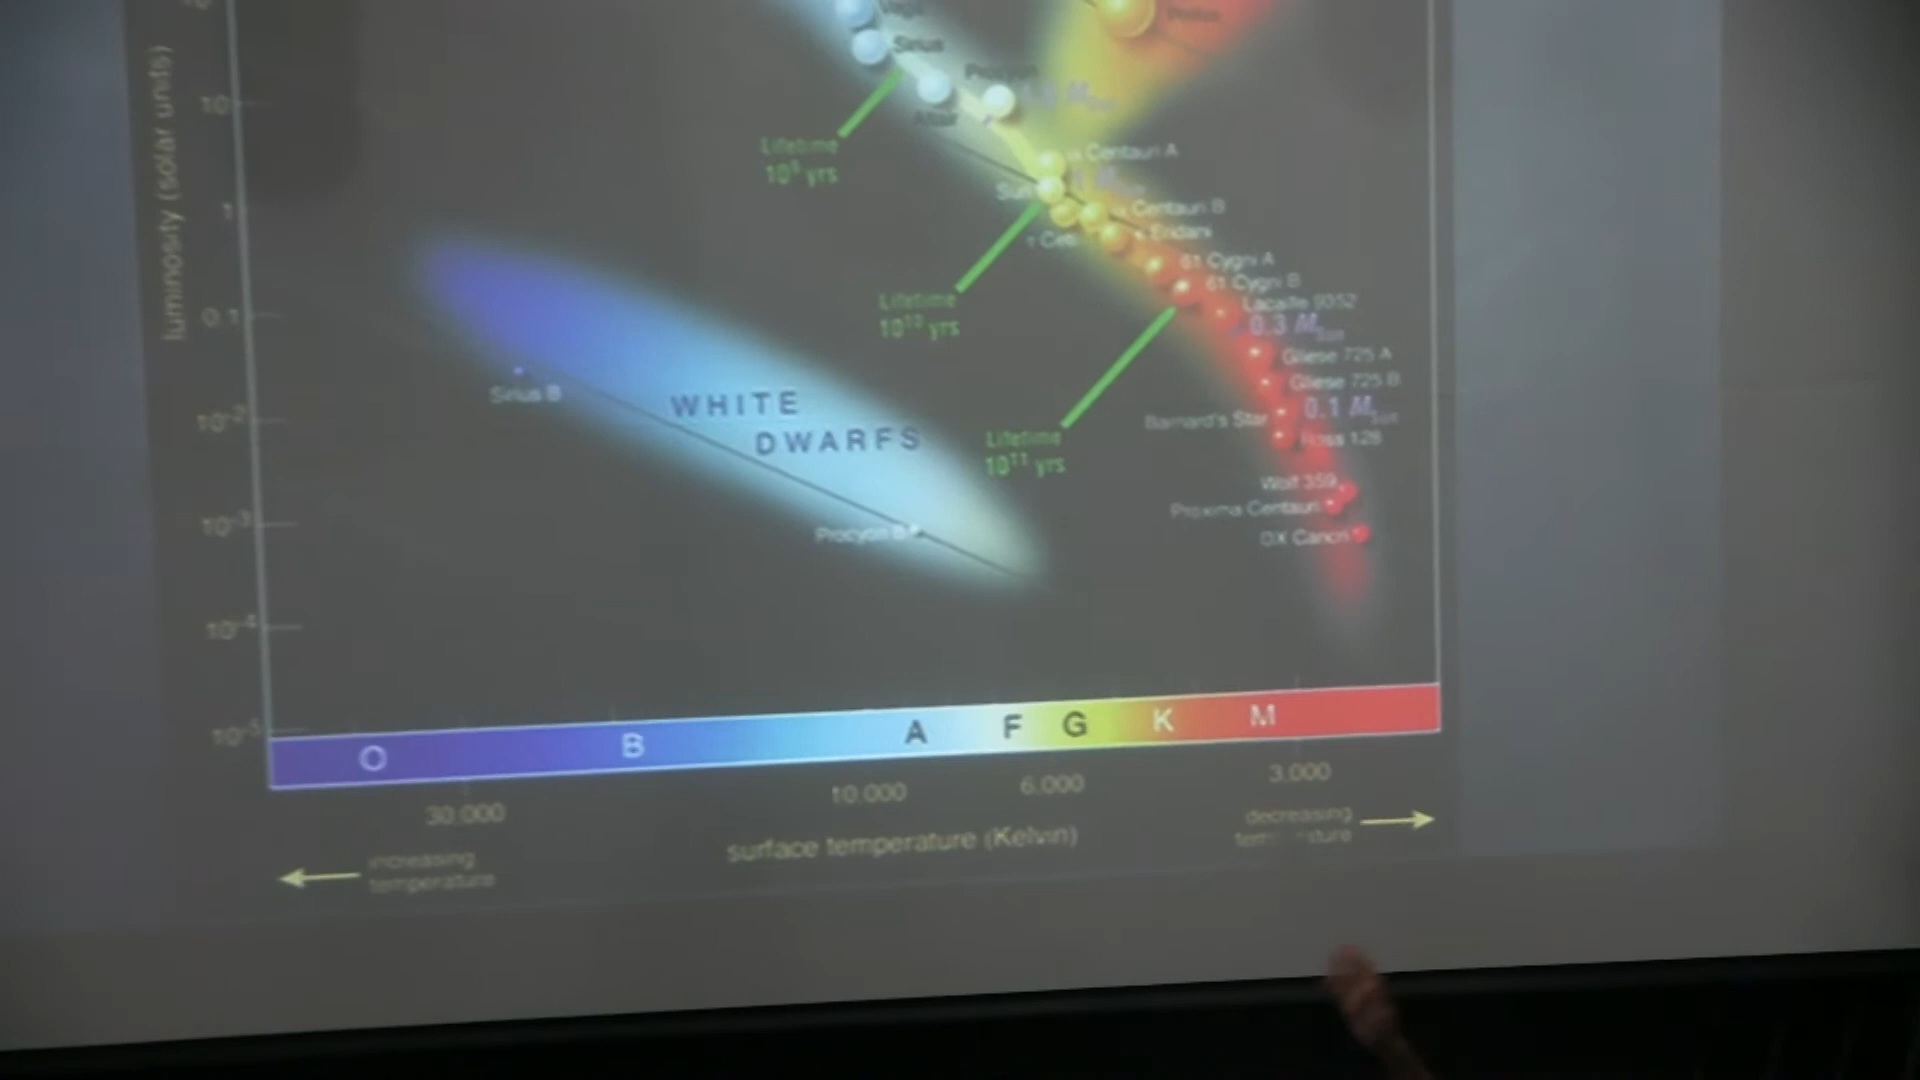 luminosity (solar units)
10
1
0.1
10-2
10-3
10-4
10-5
Sirius
Procyon
Altair
Lifetime
10⁹ yrs
Centauri A
Sun
Centauri B
τ Ceti
Eridani
61 Cygni A
61 Cygni B
Lacaille 9352
0.3 MSun
Lifetime
10¹⁰ yrs
Gliese 725 A
Gliese 725 B
0.1 MSun
Barnard's Star
Ross 128
Lifetime
10¹¹ yrs
Sirius B
WHITE
DWARFS
Wolf 359
Proxima Centauri
DX Cancri
Procyon B
O B A F G K M
30,000 10,000 6,000 3,000
surface temperature (Kelvin)
increasing
temperature
decreasing